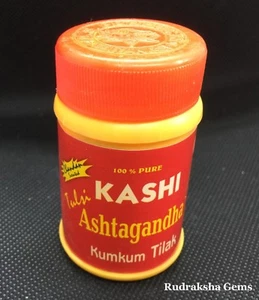 100 % PURE
Tulsi
KASHI
Ashtagandha
Kumkum Tilak
Rudraksha Gems